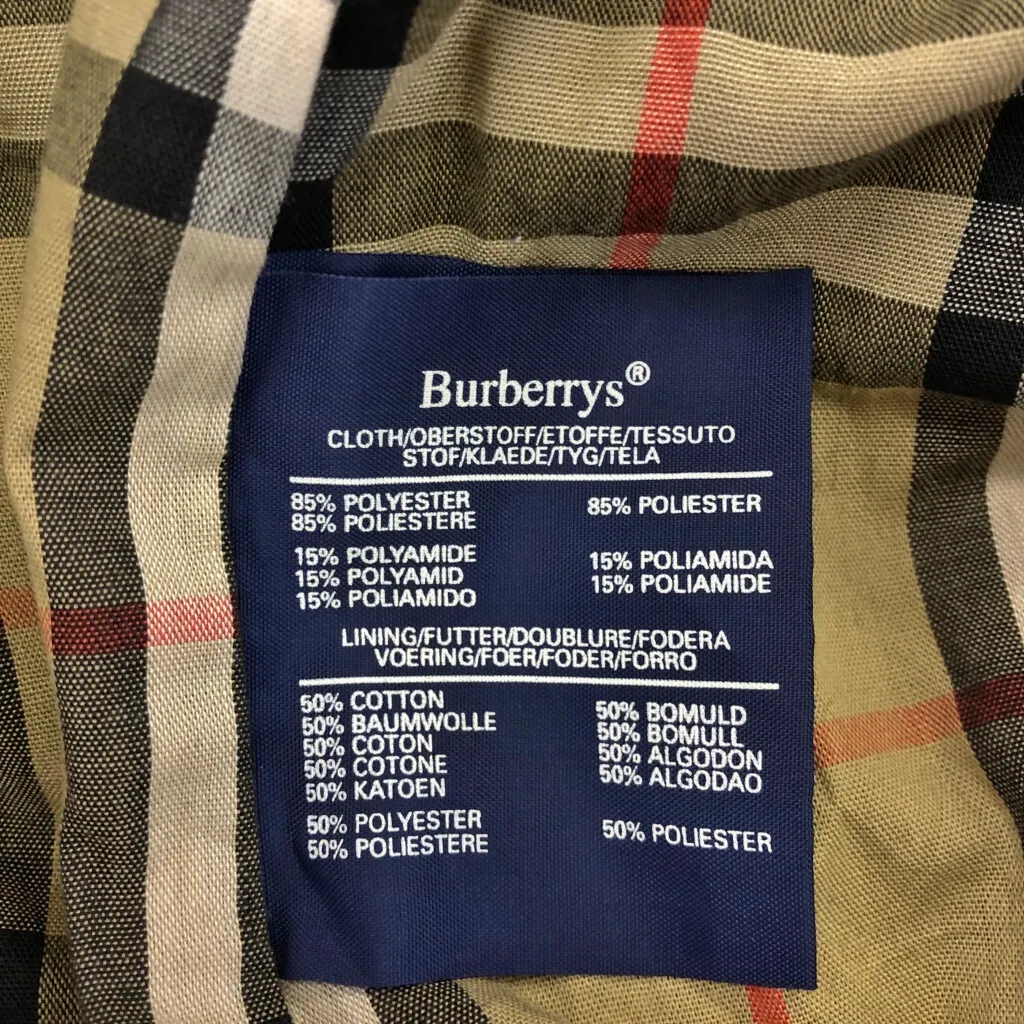 Burberrys®
CLOTH/OBERSTOFF/ETOFFE/TESSUTO
STOF/KLAEDE/TYG/TELA
85% POLYESTER
85% POLIESTERE
85% POLIESTER
15% POLYAMIDE
15% POLYAMID
15% POLIAMIDO
15% POLIAMIDA
15% POLIAMIDE
LINING/FUTTER/DOUBLURE/FODERA
VOERING/FOER/FODER/FORRO
50% COTTON
50% BAUMWOLLE
50% COTON
50% COTONE
50% KATOEN
50% BOMULD
50% BOMULL
50% ALGODON
50% ALGODAO
50% POLYESTER
50% POLIESTERE
50% POLIESTER